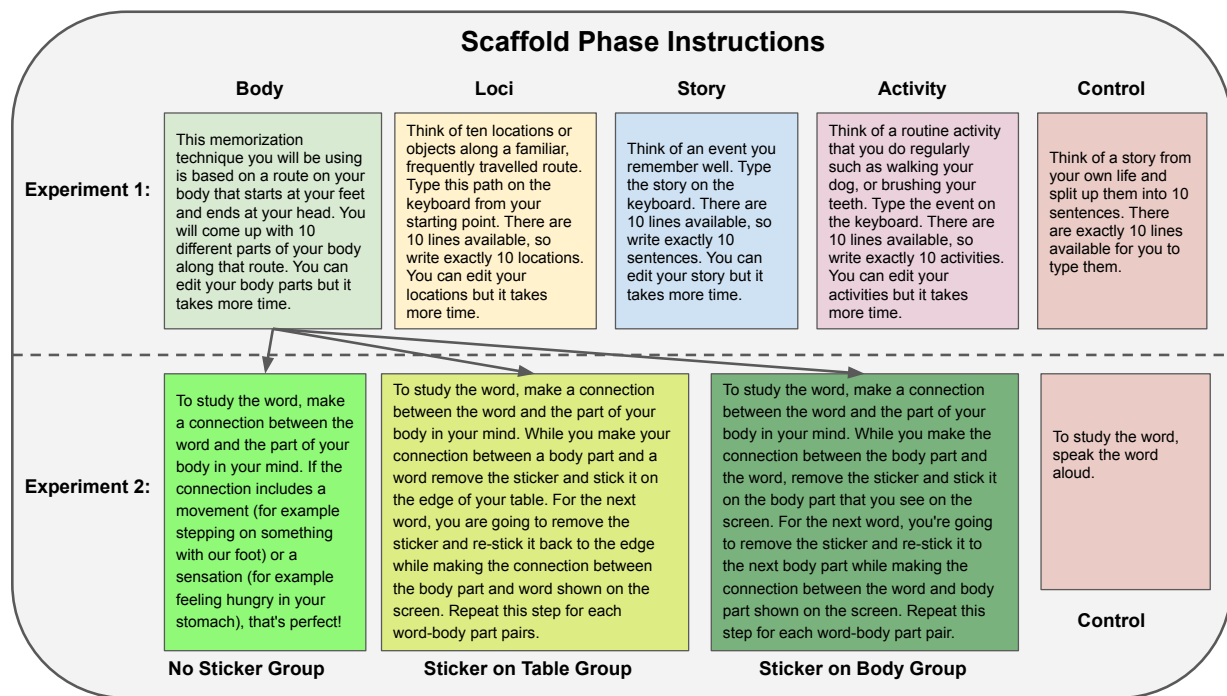 Scaffold Phase Instructions
Body
Loci
Story
Activity
Control
Experiment 1:
This memorization
technique you will be using
is based on a route on your
body that starts at your feet
and ends at your head. You
will come up with 10
different parts of your body
along that route. You can
edit your body parts but it
takes more time.
Think of ten locations or
objects along a familiar,
frequently travelled route.
Type this path on the
keyboard from your
starting point. There are
10 lines available, so
write exactly 10 locations.
You can edit your
locations but it takes
more time.
Think of an event you
remember well. Type
the story on the
keyboard. There are
10 lines available, so
write exactly 10
sentences. You can
edit your story but it
takes more time.
Think of a routine activity
that you do regularly
such as walking your
dog, or brushing your
teeth. Type the event
on the keyboard. There are
10 lines available, so
write exactly 10 activities.
You can edit your
activities but it takes
more time.
Think of a story from
your own life and
split up them into 10
sentences. There
are exactly 10 lines
available for you to
type them.
Experiment 2:
To study the word, make
a connection between the
word and the part of your
body in your mind. If the
connection includes a
movement (for example
stepping on something
with our foot) or a
sensation (for example
feeling hungry in your
stomach), that's perfect!
To study the word, make a connection
between the word and the part of your
body in your mind. While you make your
connection between a body part and a
word remove the sticker and stick it on
the edge of your table. For the next
word, you are going to remove the
sticker and re-stick it back to the edge
while making the connection between
the body part and word shown on the
screen. Repeat this step for each
word-body part pairs.
To study the word, make a connection
between the word and the part of your
body in your mind. While you make the
connection between the body part and
the word, remove the sticker and stick it
on the body part that you see on the
screen. For the next word, you're going
to remove the sticker and re-stick it to
the next body part while making the
connection between the word and body
part shown on the screen. Repeat this
step for each word-body part pair.
To study the word,
speak the word
aloud.
No Sticker Group
Sticker on Table Group
Sticker on Body Group
Control